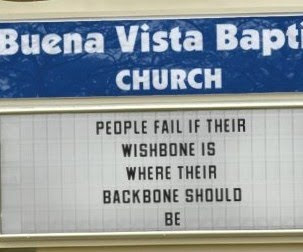 Buena Vista Bapti
CHURCH
PEOPLE FAIL IF THEIR
WISHBONE IS
WHERE THEIR
BACKBONE SHOULD
BE